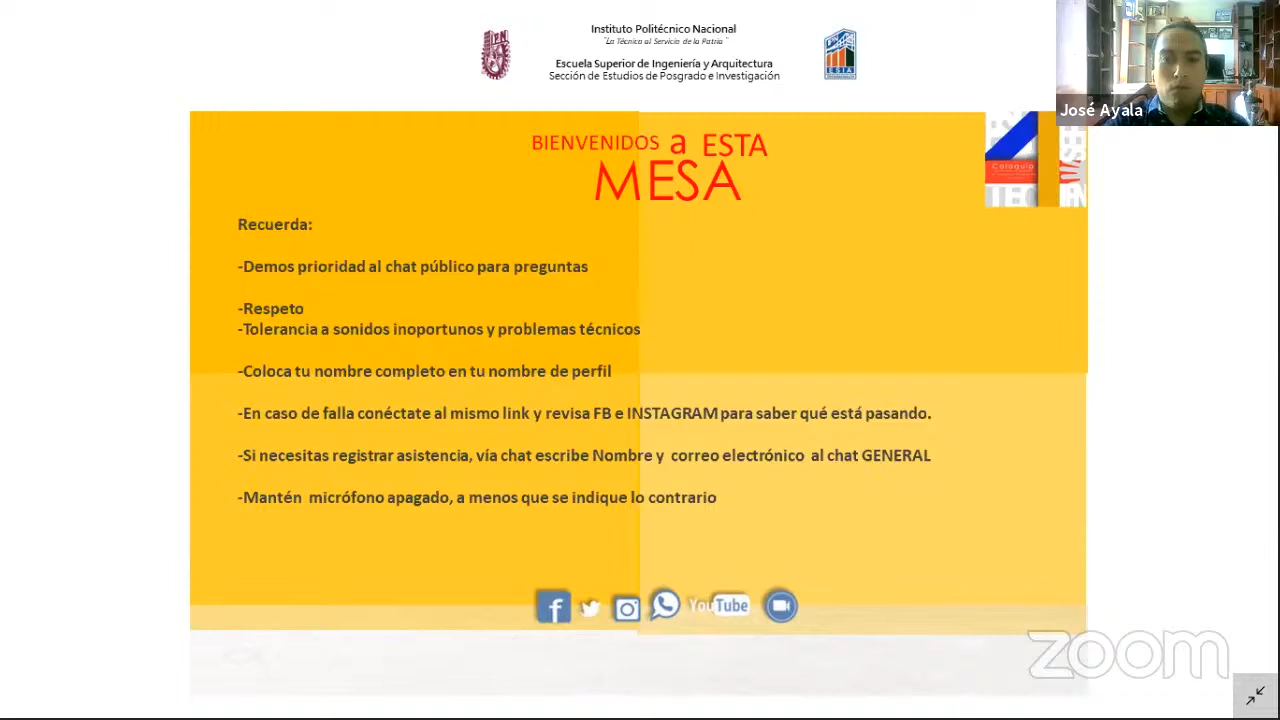 Instituto Politécnico Nacional
"La Técnica al Servicio de la Patria"
Escuela Superior de Ingeniería y Arquitectura
Sección de Estudios de Posgrado e Investigación
IPN
ESIA
José Ayala
BIENVENIDOS a ESTA
MESA
Coloquio
Recuerda:
-Demos prioridad al chat público para preguntas
-Respeto
-Tolerancia a sonidos inoportunos y problemas técnicos
-Coloca tu nombre completo en tu nombre de perfil
-En caso de falla conéctate al mismo link y revisa FB e INSTAGRAM para saber qué está pasando.
-Si necesitas registrar asistencia, vía chat escribe Nombre y correo electrónico al chat GENERAL
-Mantén micrófono apagado, a menos que se indique lo contrario
YouTube
zoom